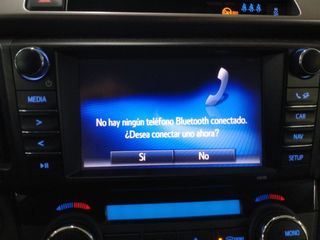 MEDIA
CAR
NAV
SETUP
No hay ningún teléfono Bluetooth conectado.
¿Desea conectar uno ahora?
Sí
No